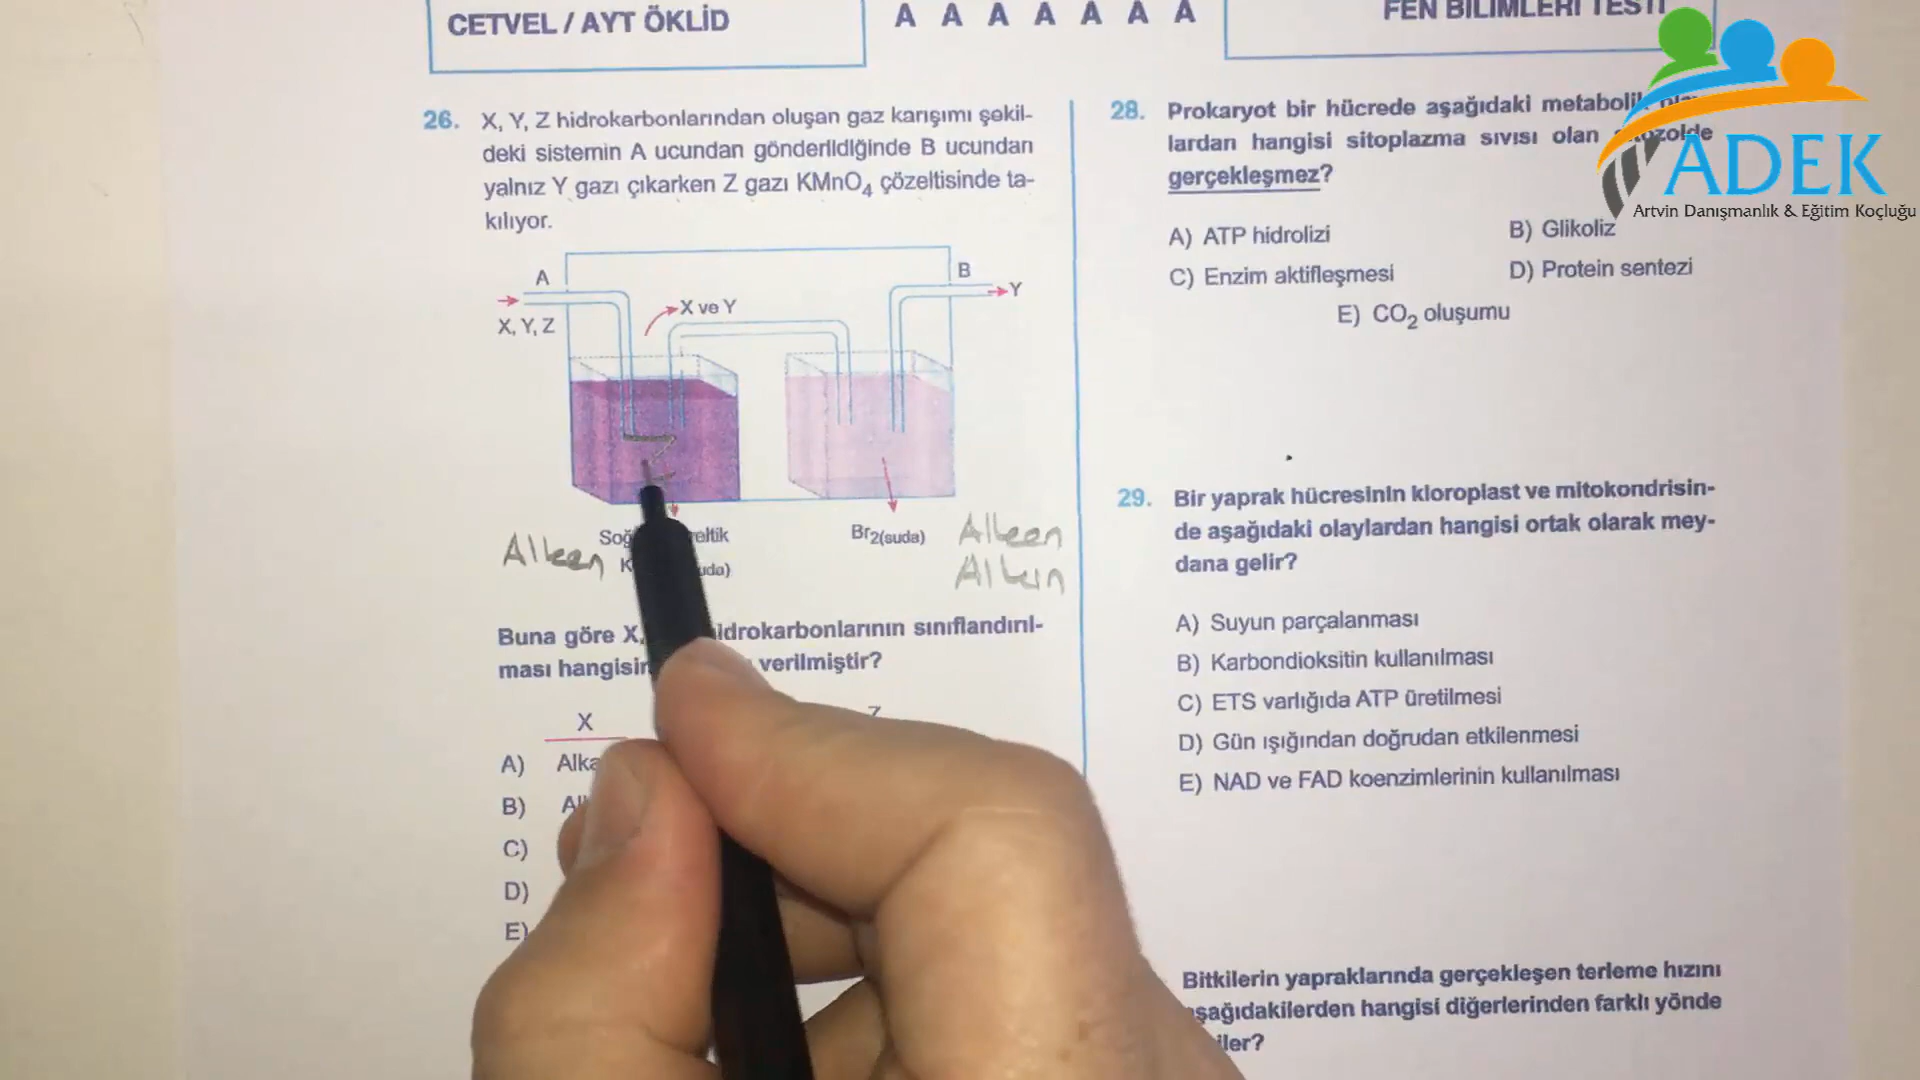 CETVEL / AYT ÖKLİD
A A A A A A A
FEN BİLİMLERİ TESTİ
ADEK
Artvin Danışmanlık & Eğitim Koçluğu
26. X, Y, Z hidrokarbonlarından oluşan gaz karışımı şekil-
deki sistemin A ucundan gönderildiğinde B ucundan
yalnız Y gazı çıkarken Z gazı KMnO4 çözeltisinde ta-
kılıyor.
A
X, Y, Z
X ve Y
B
Y
Z
Br2(suda)
Alken
Alken
Alkin
Buna göre X,
hidrokarbonlarının sınıflandırıl-
ması
verilmiştir?
X
Z
A)
B)
C)
D)
E)
28. Prokaryot bir hücrede aşağıdaki metabolik
lardan hangisi sitoplazma sıvısı olan
gerçekleşmez?
A) ATP hidrolizi
B) Glikoliz
C) Enzim aktifleşmesi
D) Protein sentezi
E) CO2 oluşumu
29. Bir yaprak hücresinin kloroplast ve mitokondrisin-
de aşağıdaki olaylardan hangisi ortak olarak mey-
dana gelir?
A) Suyun parçalanması
B) Karbondioksitin kullanılması
C) ETS varlığıda ATP üretilmesi
D) Gün ışığından doğrudan etkilenmesi
E) NAD ve FAD koenzimlerinin kullanılması
Bitkilerin yapraklarında gerçekleşen terleme hızını
aşağıdakilerden hangisi diğerlerinden farklı yönde